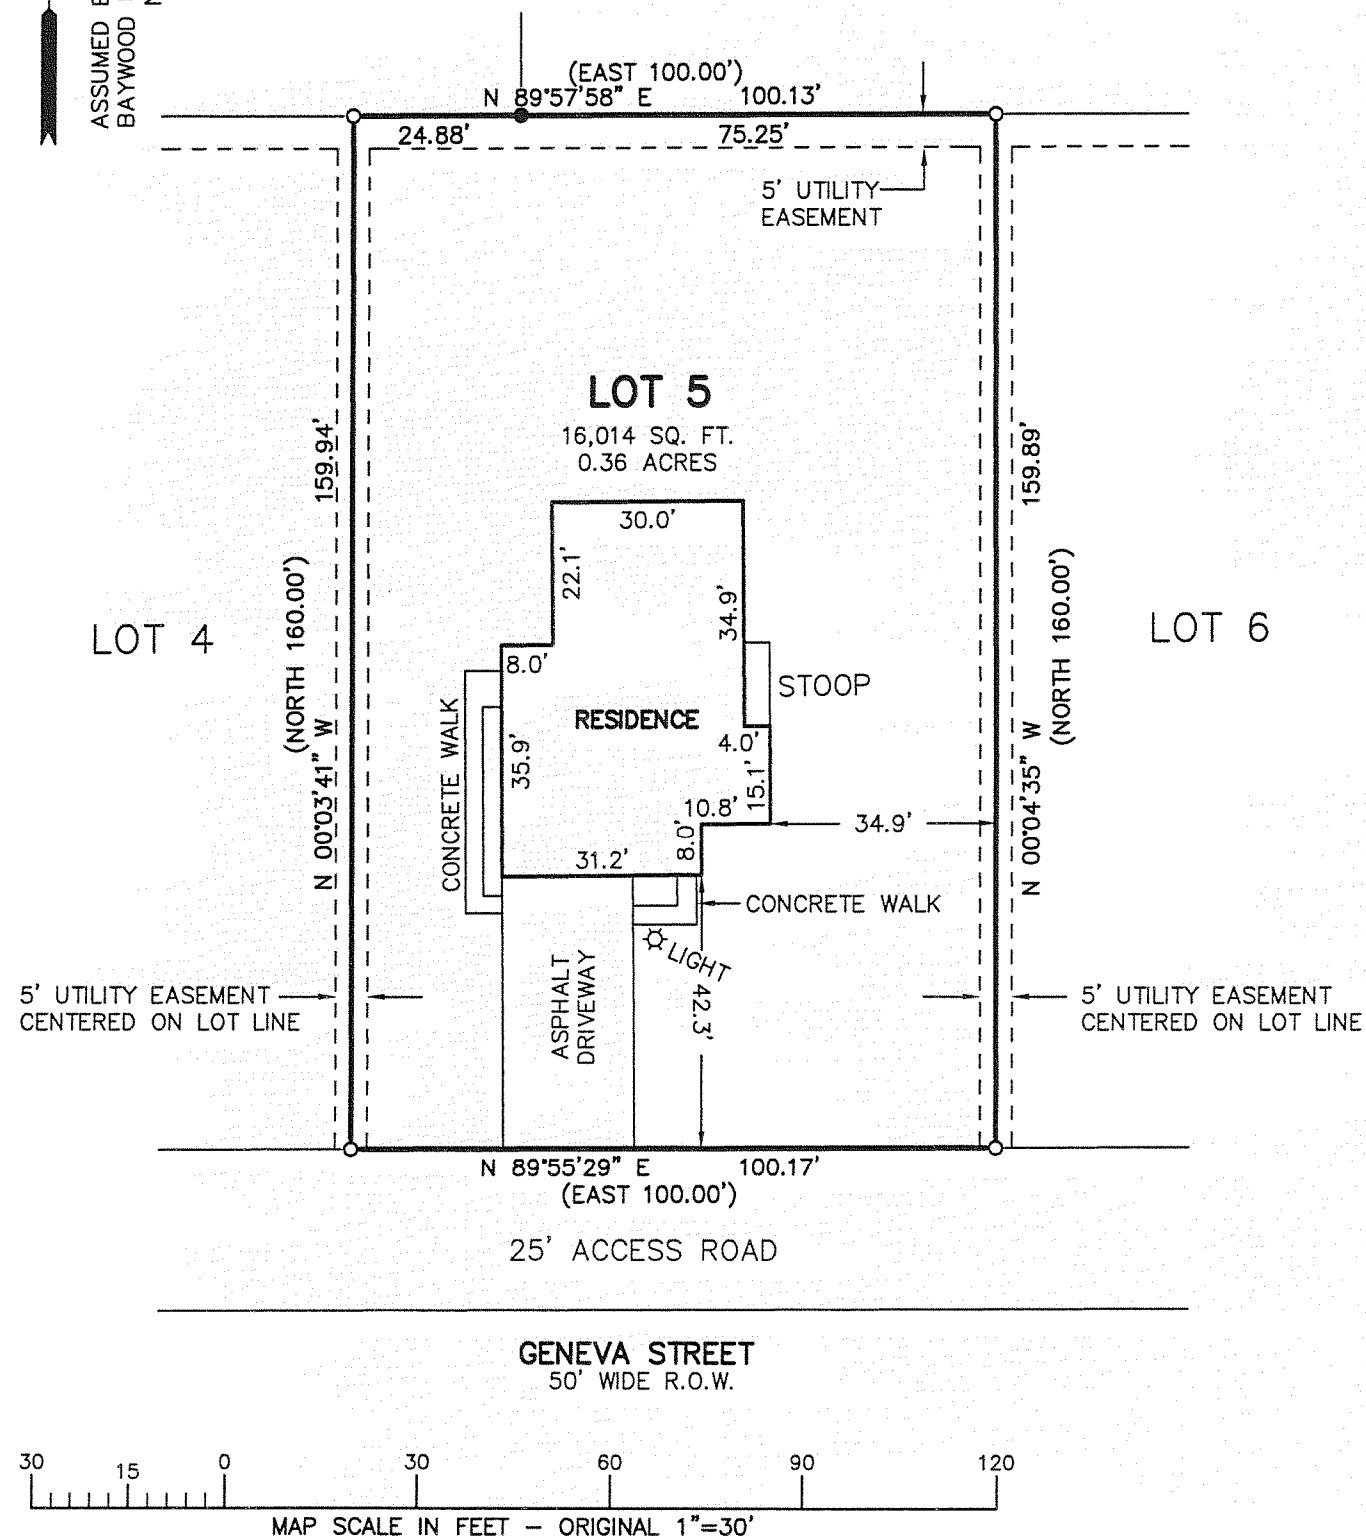 ASSUMED
BAYWOOD
(EAST 100.00')
N 89°57'58" E 100.13'
24.88' 75.25'
5' UTILITY
EASEMENT
LOT 5
16,014 SQ. FT.
0.36 ACRES
159.94'
159.89'
30.0'
22.1'
34.9'
(NORTH 160.00')
(NORTH 160.00')
LOT 4
LOT 6
8.0'
STOOP
RESIDENCE
CONCRETE WALK
35.9'
4.0'
15.1'
N 00°03'41" W
N 00°04'35" W
10.8'
34.9'
8.0'
31.2'
CONCRETE WALK
LIGHT
ASPHALT
DRIVEWAY
42.3'
5' UTILITY EASEMENT
CENTERED ON LOT LINE
5' UTILITY EASEMENT
CENTERED ON LOT LINE
N 89°55'29" E 100.17'
(EAST 100.00')
25' ACCESS ROAD
GENEVA STREET
50' WIDE R.O.W.
30 15 0 30 60 90 120
MAP SCALE IN FEET – ORIGINAL 1"=30'